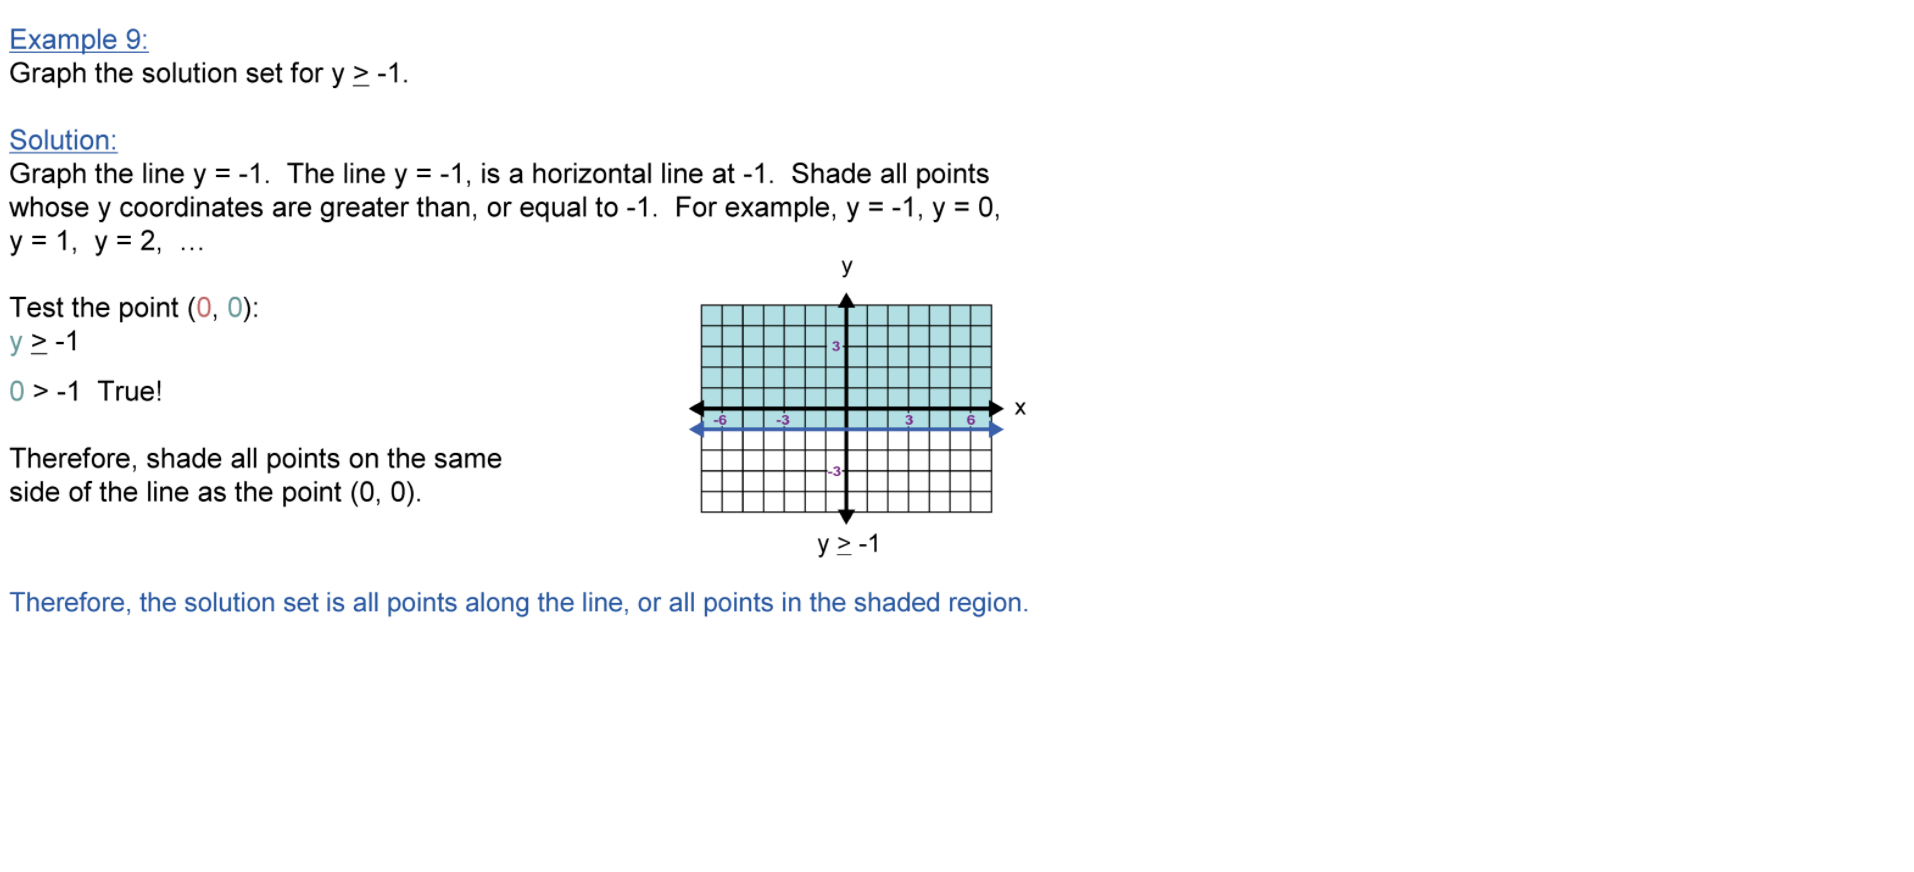 Example 9:
Graph the solution set for y ≥ -1.
Solution:
Graph the line y = -1.  The line y = -1, is a horizontal line at -1.  Shade all points
whose y coordinates are greater than, or equal to -1.  For example, y = -1, y = 0,
y = 1,  y = 2,  ...
Test the point (0, 0):
y ≥ -1
0 > -1  True!
Therefore, shade all points on the same
side of the line as the point (0, 0).
y
3
x
-6 -3 3 6
-3
y ≥ -1
Therefore, the solution set is all points along the line, or all points in the shaded region.